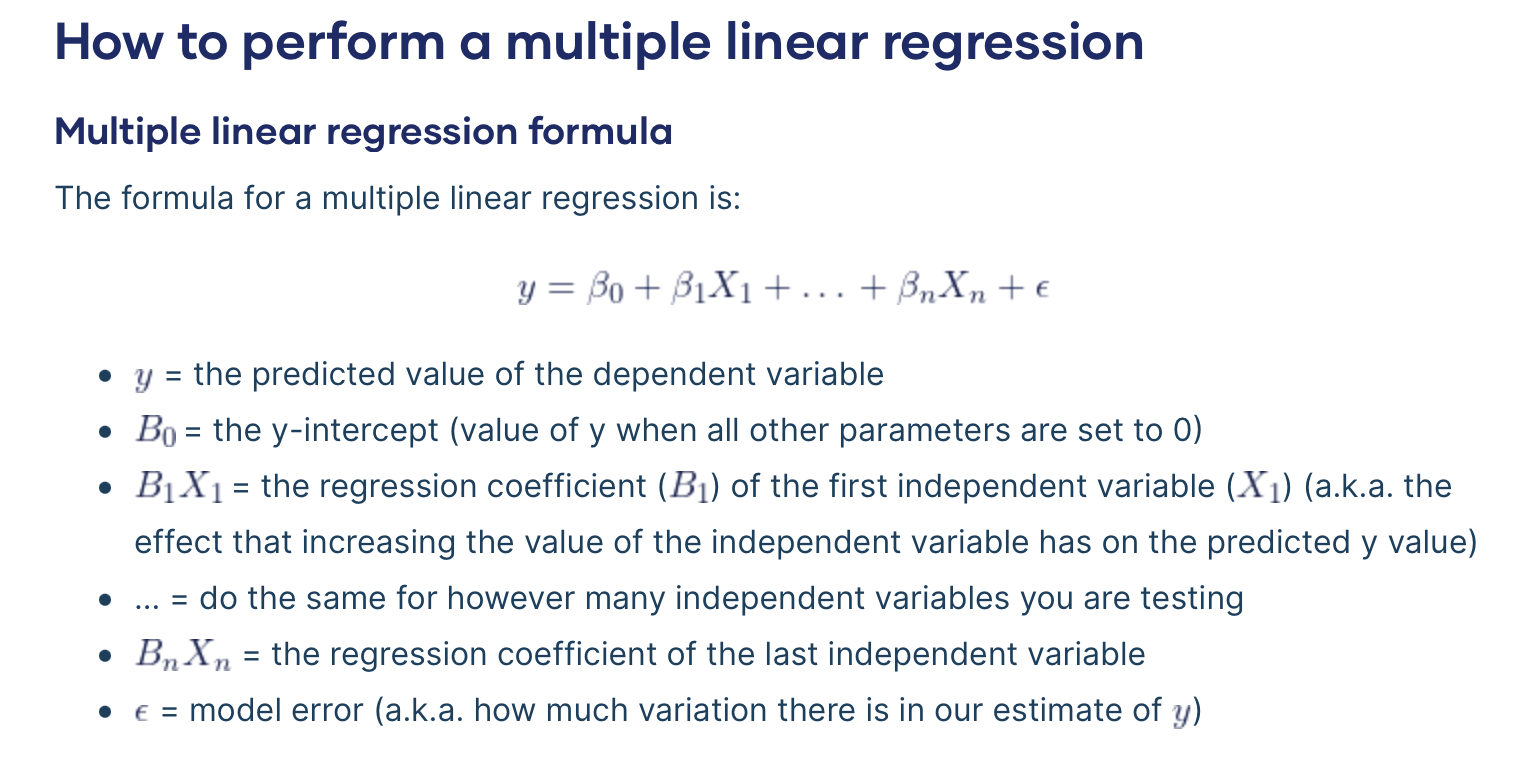 How to perform a multiple linear regression
Multiple linear regression formula
The formula for a multiple linear regression is:
y = β₀ + β₁X₁ + . . . + βₙXₙ + ϵ
• y = the predicted value of the dependent variable
• B₀ = the y-intercept (value of y when all other parameters are set to 0)
• B₁X₁ = the regression coefficient (B₁) of the first independent variable (X₁) (a.k.a. the
effect that increasing the value of the independent variable has on the predicted y value)
• ... = do the same for however many independent variables you are testing
• BₙXₙ = the regression coefficient of the last independent variable
• ϵ = model error (a.k.a. how much variation there is in our estimate of y)